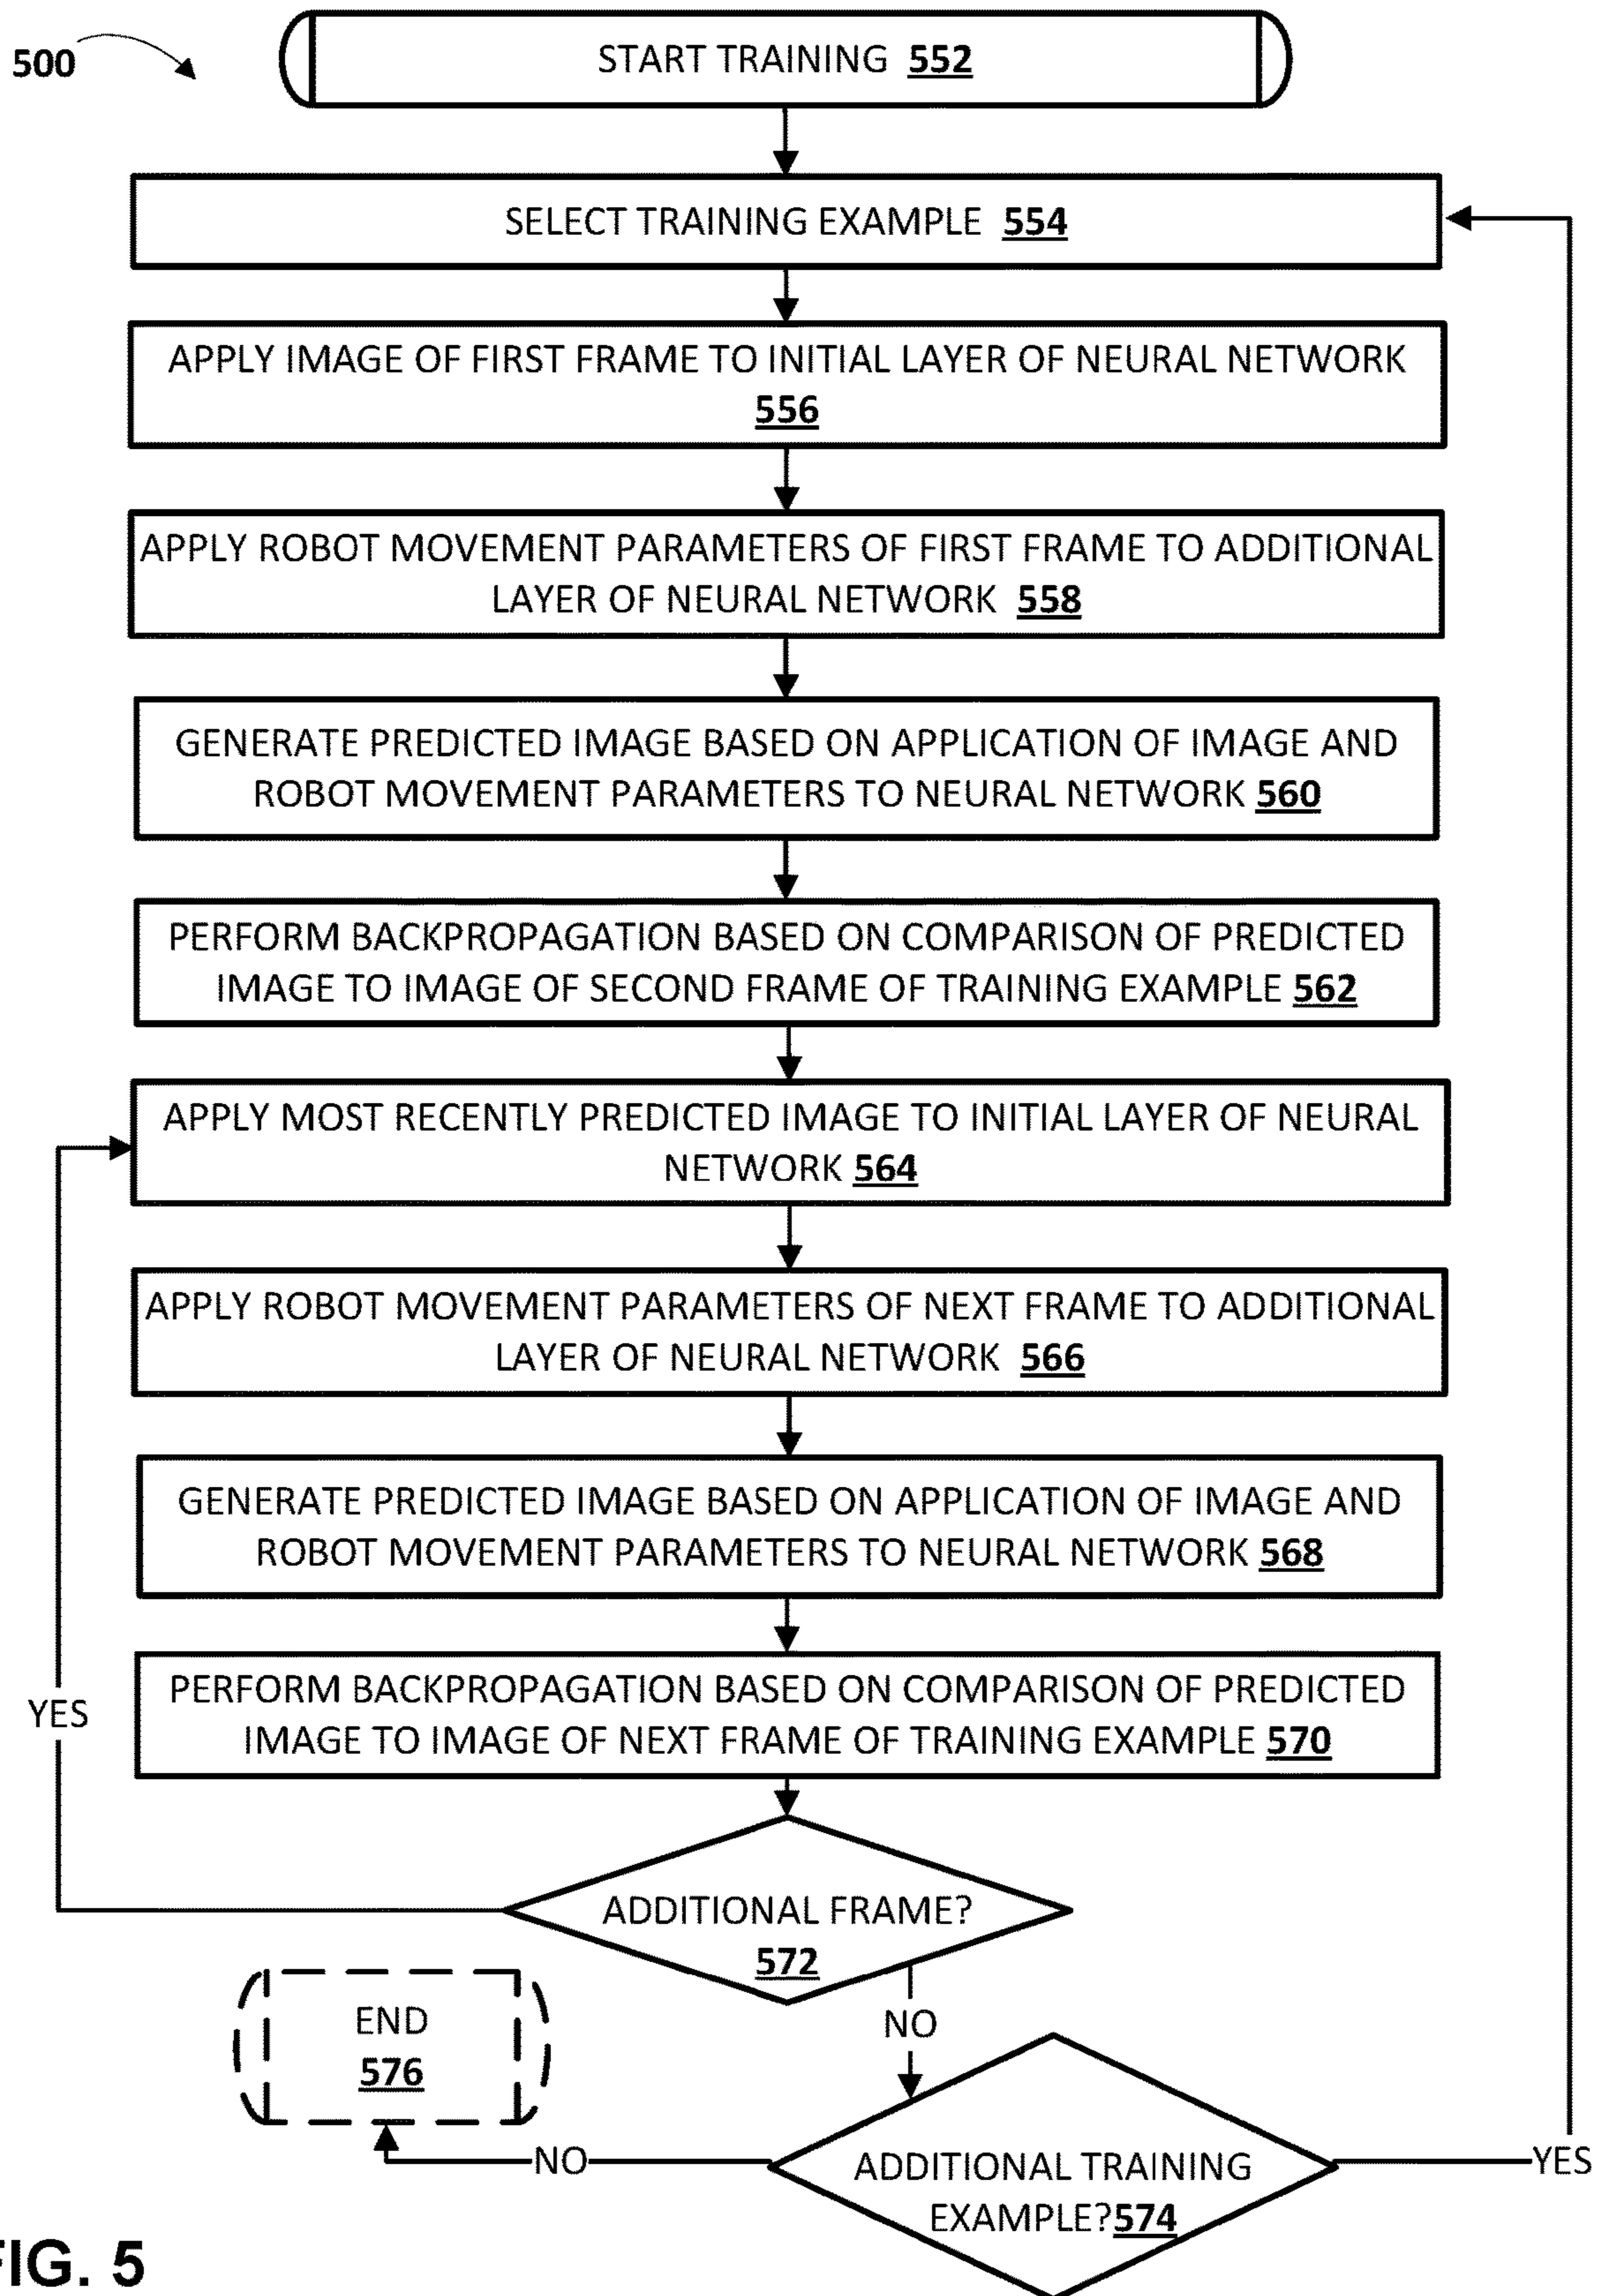 500
START TRAINING 552
SELECT TRAINING EXAMPLE 554
APPLY IMAGE OF FIRST FRAME TO INITIAL LAYER OF NEURAL NETWORK
556
APPLY ROBOT MOVEMENT PARAMETERS OF FIRST FRAME TO ADDITIONAL
LAYER OF NEURAL NETWORK 558
GENERATE PREDICTED IMAGE BASED ON APPLICATION OF IMAGE AND
ROBOT MOVEMENT PARAMETERS TO NEURAL NETWORK 560
PERFORM BACKPROPAGATION BASED ON COMPARISON OF PREDICTED
IMAGE TO IMAGE OF SECOND FRAME OF TRAINING EXAMPLE 562
APPLY MOST RECENTLY PREDICTED IMAGE TO INITIAL LAYER OF NEURAL
NETWORK 564
APPLY ROBOT MOVEMENT PARAMETERS OF NEXT FRAME TO ADDITIONAL
LAYER OF NEURAL NETWORK 566
GENERATE PREDICTED IMAGE BASED ON APPLICATION OF IMAGE AND
ROBOT MOVEMENT PARAMETERS TO NEURAL NETWORK 568
PERFORM BACKPROPAGATION BASED ON COMPARISON OF PREDICTED
IMAGE TO IMAGE OF NEXT FRAME OF TRAINING EXAMPLE 570
YES
ADDITIONAL FRAME?
572
NO
END
576
NO
ADDITIONAL TRAINING
EXAMPLE?574
YES
FIG. 5